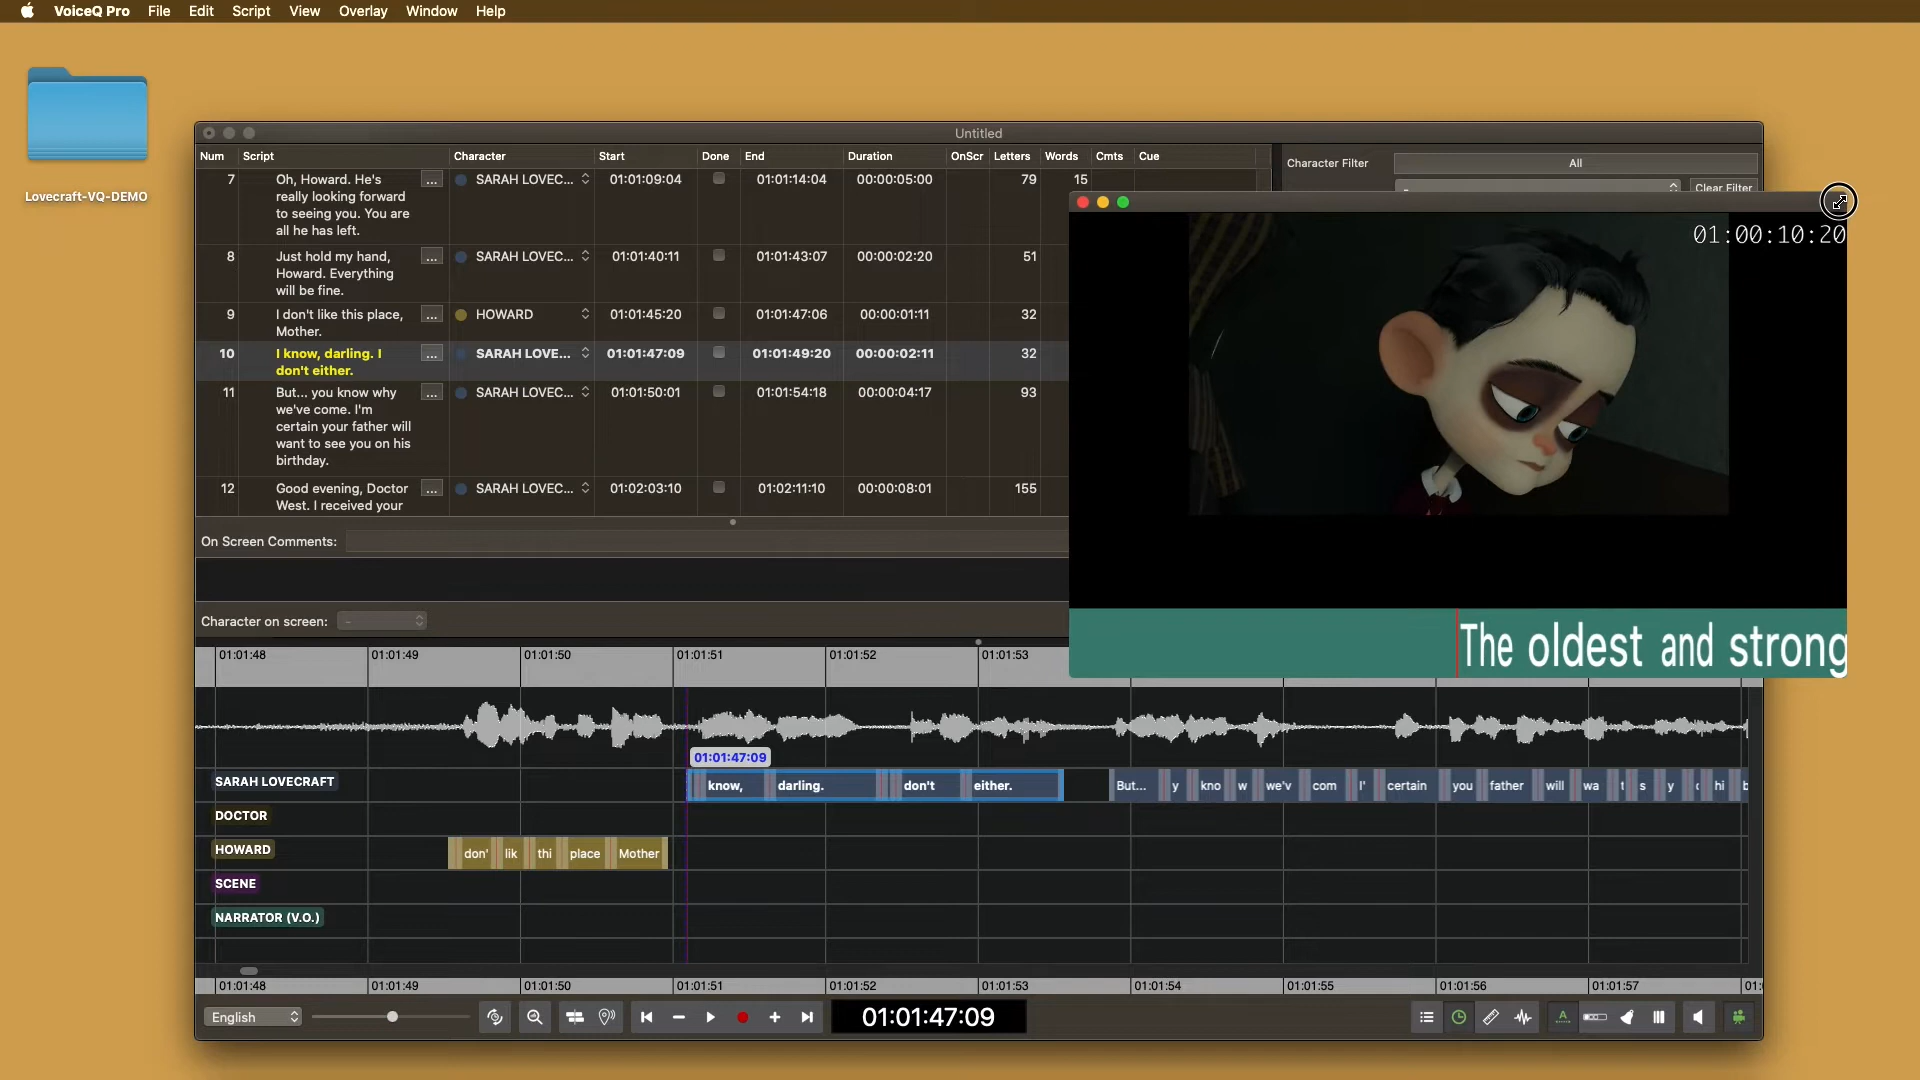 VoiceQ Pro File Edit Script View Overlay Window Help
Lovecraft-VQ-DEMO
Untitled
Num Script Character Start Done End Duration OnScr Letters Words Cmts Cue
7 Oh, Howard. He's ... SARAH LOVEC... 01:01:09:04 01:01:14:04 00:00:05:00 79 15
really looking forward
to seeing you. You are
all he has left.
8 Just hold my hand, ... SARAH LOVEC... 01:01:40:11 01:01:43:07 00:00:02:20 51
Howard. Everything
will be fine.
9 I don't like this place, ... HOWARD 01:01:45:20 01:01:47:06 00:00:01:11 32
Mother.
10 I know, darling. I ... SARAH LOVE... 01:01:47:09 01:01:49:20 00:00:02:11 32
don't either.
11 But... you know why ... SARAH LOVEC... 01:01:50:01 01:01:54:18 00:00:04:17 93
we've come. I'm
certain your father will
want to see you on his
birthday.
12 Good evening, Doctor ... SARAH LOVEC... 01:02:03:10 01:02:11:10 00:00:08:01 155
West. I received your
Character Filter All
- Clear Filter
01:00:10:20
The oldest and strong
On Screen Comments:
Character on screen: -
01:01:48 01:01:49 01:01:50 01:01:51 01:01:52 01:01:53
01:01:47:09
SARAH LOVECRAFT know, darling. don't either. But... y kno w we'v com I' certain you father will wa t s y hi b
DOCTOR
HOWARD don' lik thi place Mother
SCENE
NARRATOR (V.O.)
01:01:48 01:01:49 01:01:50 01:01:51 01:01:52 01:01:53 01:01:54 01:01:55 01:01:56 01:01:57 01:0
English 01:01:47:09 A